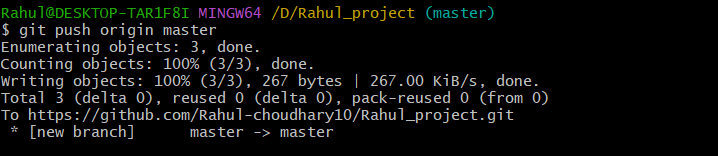 Rahul@DESKTOP-TAR1F8I MINGW64 /D/Rahul_project (master)
$ git push origin master
Enumerating objects: 3, done.
Counting objects: 100% (3/3), done.
Writing objects: 100% (3/3), 267 bytes | 267.00 KiB/s, done.
Total 3 (delta 0), reused 0 (delta 0), pack-reused 0 (from 0)
To https://github.com/Rahul-choudhary10/Rahul_project.git
 * [new branch]      master -> master